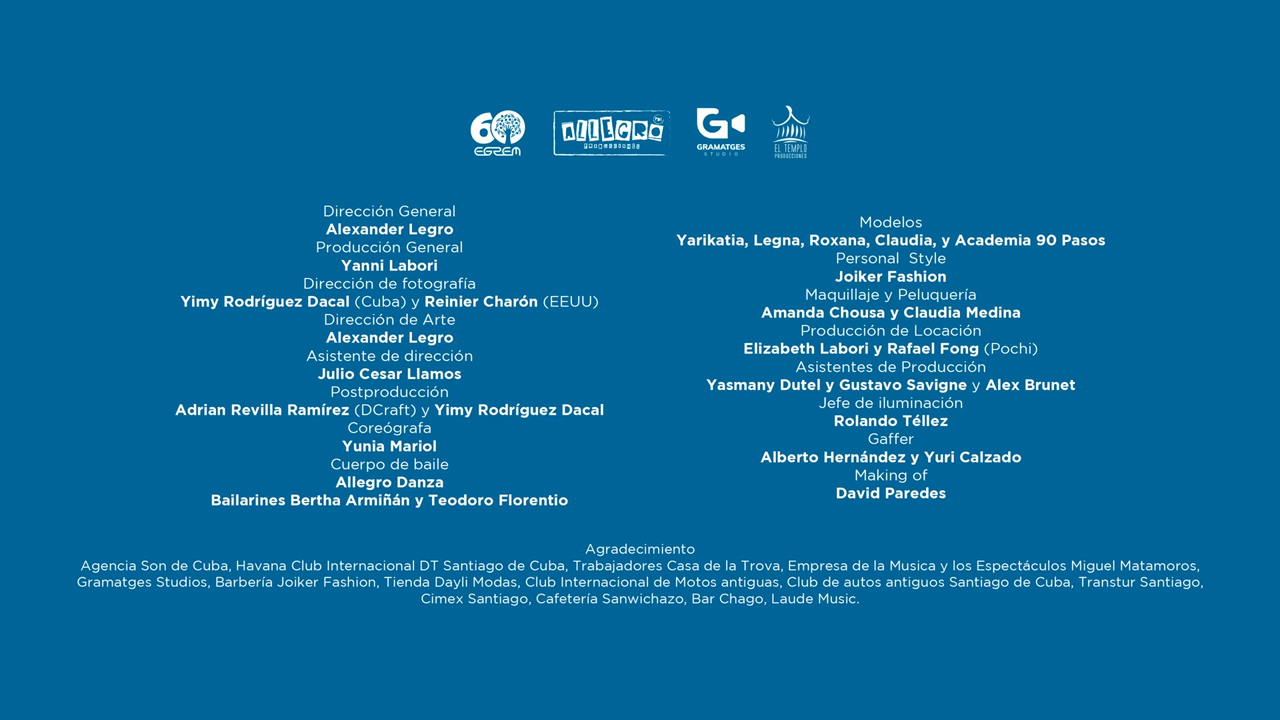 60
EGREM
ALLEGRO
TM
PRODUCCIONES
GRAMATGES
STUDIO
EL TEMPLO
PRODUCCIONES
Dirección General
Alexander Legro
Producción General
Yanni Labori
Dirección de fotografía
Yimy Rodríguez Dacal (Cuba) y Reinier Charón (EEUU)
Dirección de Arte
Alexander Legro
Asistente de dirección
Julio Cesar Llamos
Postproducción
Adrian Revilla Ramírez (DCraft) y Yimy Rodríguez Dacal
Coreógrafa
Yunia Mariol
Cuerpo de baile
Allegro Danza
Bailarines Bertha Armiñán y Teodoro Florentio
Modelos
Yarikatia, Legna, Roxana, Claudia, y Academia 90 Pasos
Personal  Style
Joiker Fashion
Maquillaje y Peluquería
Amanda Chousa y Claudia Medina
Producción de Locación
Elizabeth Labori y Rafael Fong (Pochi)
Asistentes de Producción
Yasmany Dutel y Gustavo Savigne y Alex Brunet
Jefe de iluminación
Rolando Téllez
Gaffer
Alberto Hernández y Yuri Calzado
Making of
David Paredes
Agradecimiento
Agencia Son de Cuba, Havana Club Internacional DT Santiago de Cuba, Trabajadores Casa de la Trova, Empresa de la Musica y los Espectáculos Miguel Matamoros,
Gramatges Studios, Barbería Joiker Fashion, Tienda Dayli Modas, Club Internacional de Motos antiguas, Club de autos antiguos Santiago de Cuba, Transtur Santiago,
Cimex Santiago, Cafetería Sanwichazo, Bar Chago, Laude Music.